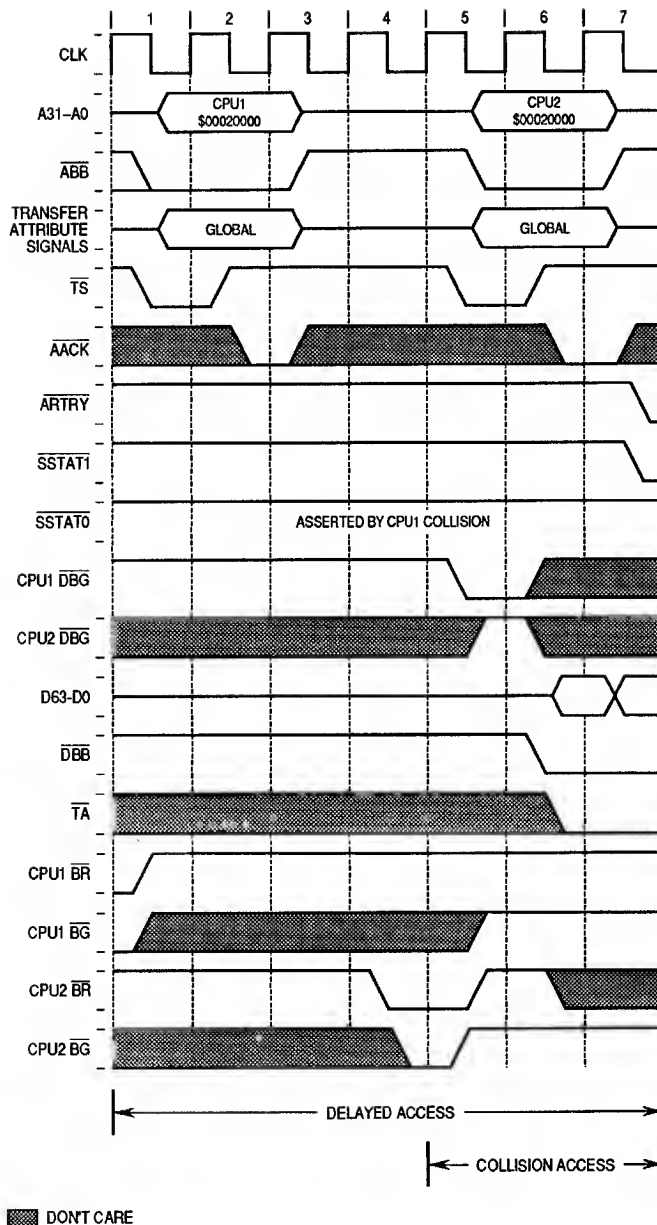 1 2 3 4 5 6 7
CLK
A31–A0
CPU1
$00020000
CPU2
$00020000
ABB
TRANSFER
ATTRIBUTE
SIGNALS
GLOBAL
GLOBAL
TS
AACK
ARTRY
SSTAT1
SSTAT0
ASSERTED BY CPU1 COLLISION
CPU1 DBG
CPU2 DBG
D63-D0
DBB
TA
CPU1 BR
CPU1 BG
CPU2 BR
CPU2 BG
DELAYED ACCESS
COLLISION ACCESS
DON'T CARE